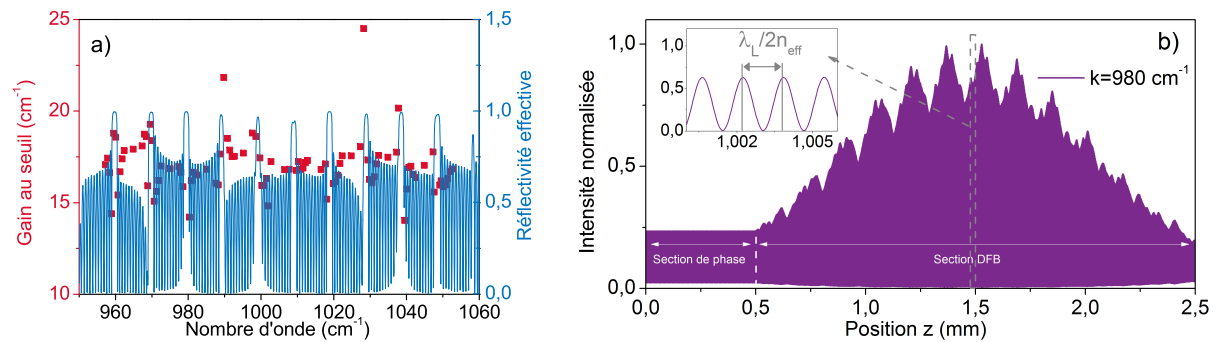 a)
Gain au seuil (cm-1)
25
20
15
10
1,5
1,0
0,5
0,0
Réflectivité effective
960 980 1000 1020 1040 1060
Nombre d'onde (cm-1)
b)
Intensité normalisée
1,0
0,5
0,0
1,0
0,5
0,0
λL/2neff
1,002 1,005
k=980 cm-1
Section de phase
Section DFB
0,0 0,5 1,0 1,5 2,0 2,5
Position z (mm)